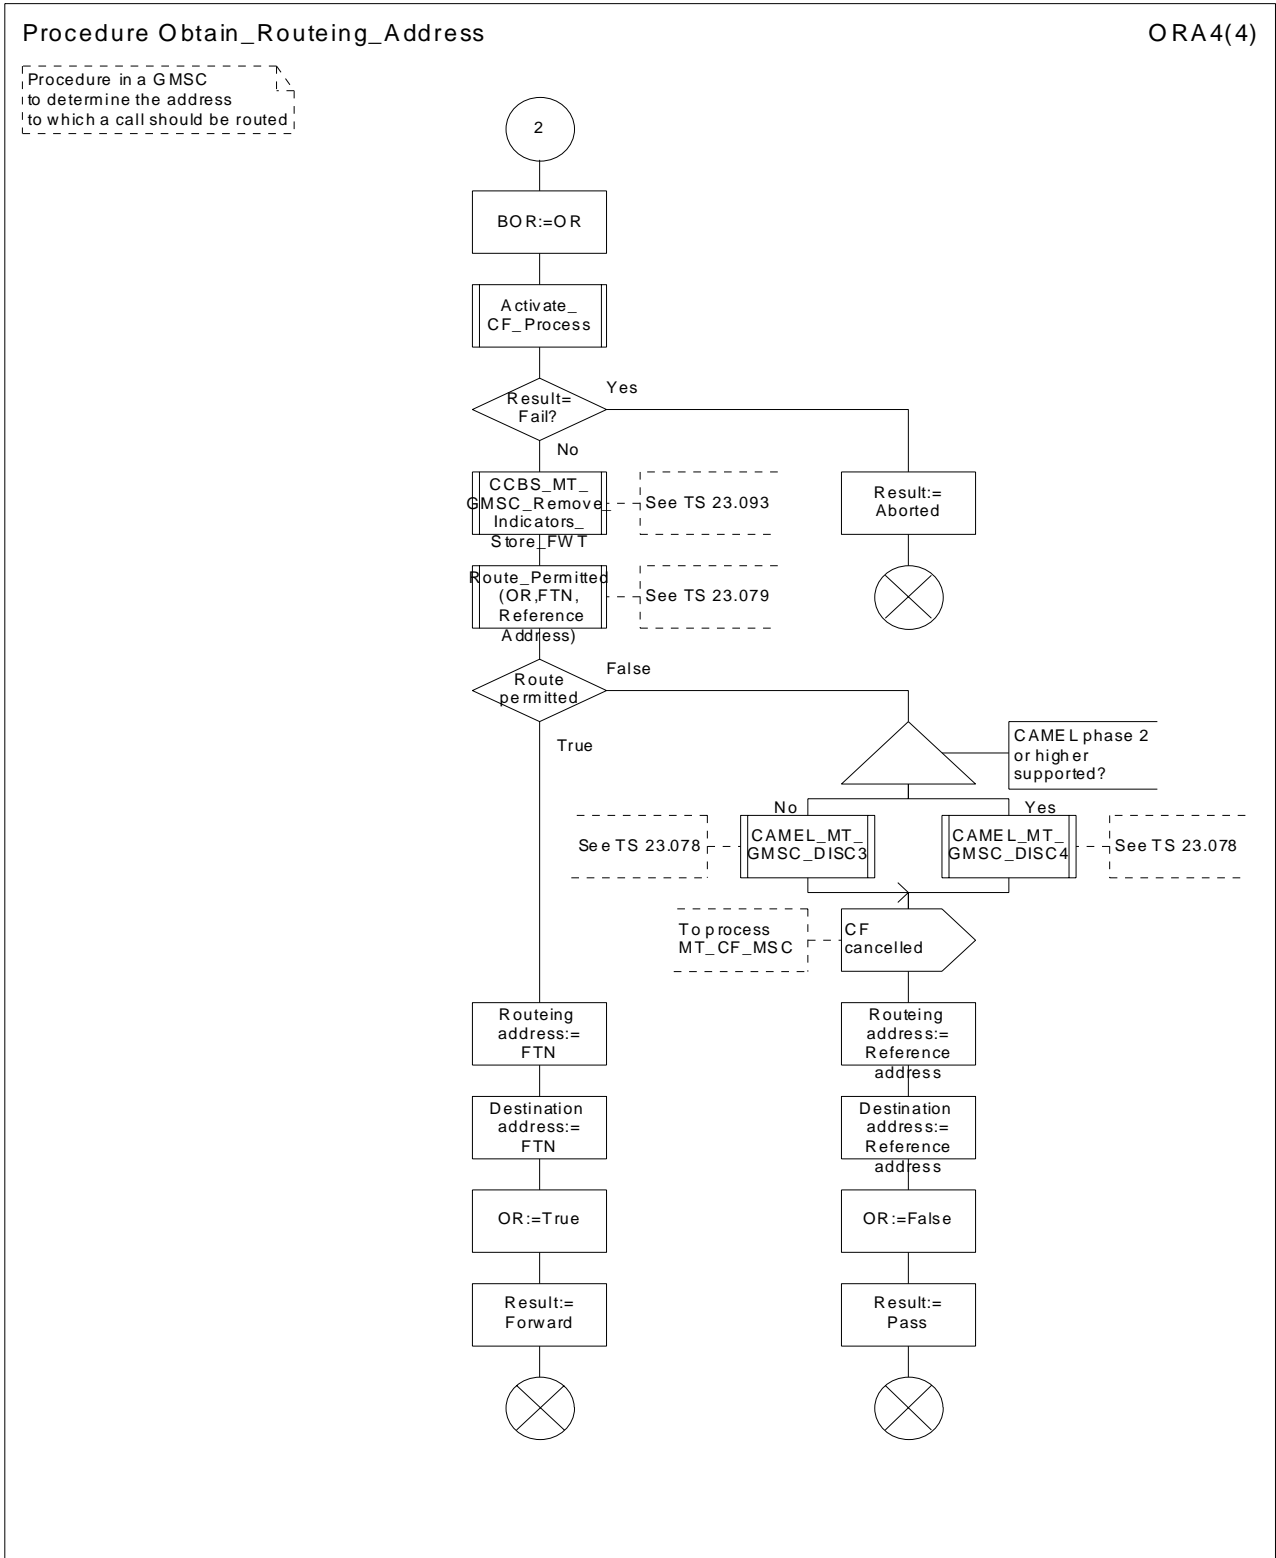 Procedure Obtain_Routeing_Address
ORA4(4)
Procedure in a GMSC
to determine the address
to which a call should be routed
2
BOR:=OR
Activate_
CF_Process
Result=
Fail?
Yes
No
CCBS_MT_
GMSC_Remove_
Indicators_
Store_FWT
See TS 23.093
Result:=
Aborted
Route_Permitted
(OR,FTN,
Reference
Address)
See TS 23.079
Route
permitted
False
True
CAMEL phase 2
or higher
supported?
No
Yes
See TS 23.078
CAMEL_MT_
GMSC_DISC3
CAMEL_MT_
GMSC_DISC4
See TS 23.078
To process
MT_CF_MSC
CF
cancelled
Routeing
address:=
FTN
Routeing
address:=
Reference
address
Destination
address:=
FTN
Destination
address:=
Reference
address
OR:=True
OR:=False
Result:=
Forward
Result:=
Pass